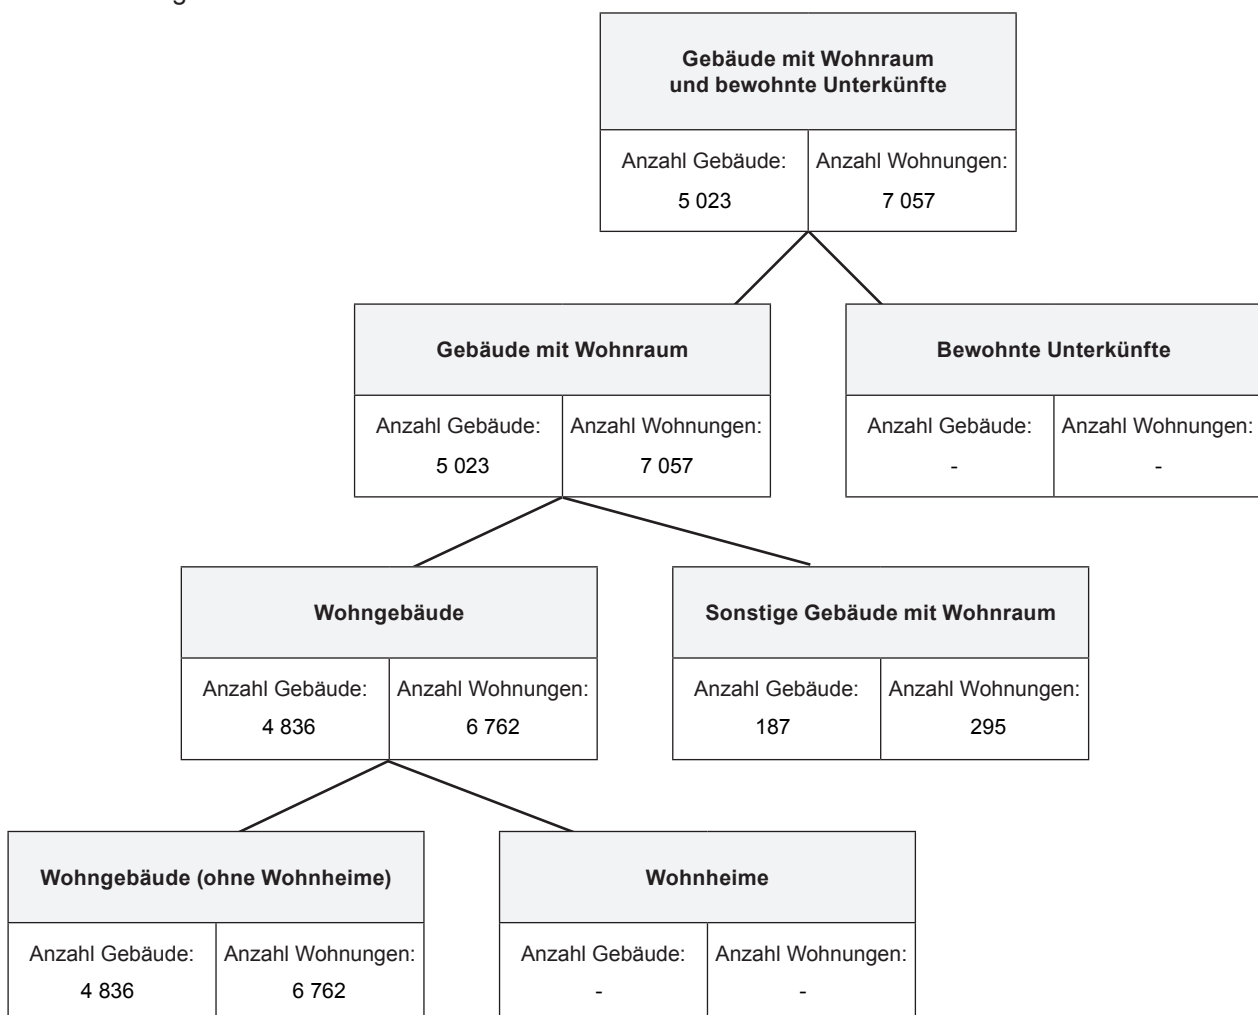 Gebäude mit Wohnraum
und bewohnte Unterkünfte
Anzahl Gebäude:
5 023
Anzahl Wohnungen:
7 057
Gebäude mit Wohnraum
Anzahl Gebäude:
5 023
Anzahl Wohnungen:
7 057
Bewohnte Unterkünfte
Anzahl Gebäude:
-
Anzahl Wohnungen:
-
Wohngebäude
Anzahl Gebäude:
4 836
Anzahl Wohnungen:
6 762
Sonstige Gebäude mit Wohnraum
Anzahl Gebäude:
187
Anzahl Wohnungen:
295
Wohngebäude (ohne Wohnheime)
Anzahl Gebäude:
4 836
Anzahl Wohnungen:
6 762
Wohnheime
Anzahl Gebäude:
-
Anzahl Wohnungen:
-